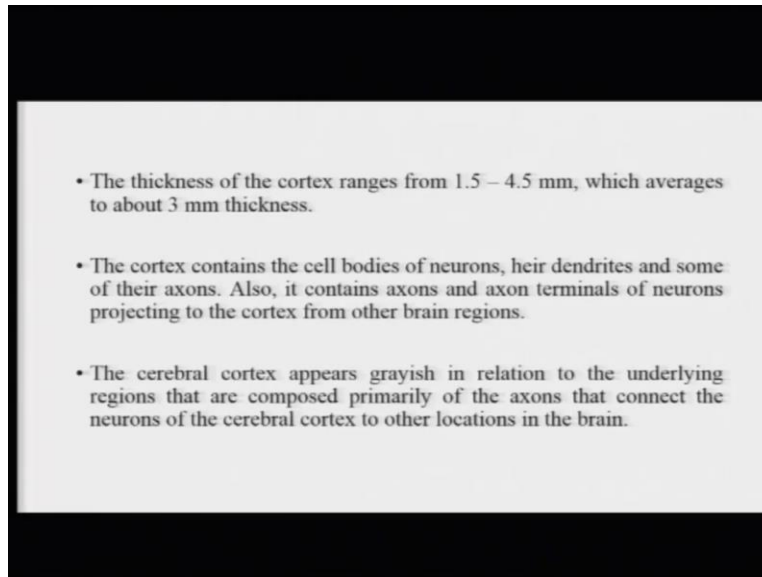 • The thickness of the cortex ranges from 1.5 – 4.5 mm, which averages
to about 3 mm thickness.
• The cortex contains the cell bodies of neurons, heir dendrites and some
of their axons. Also, it contains axons and axon terminals of neurons
projecting to the cortex from other brain regions.
• The cerebral cortex appears grayish in relation to the underlying
regions that are composed primarily of the axons that connect the
neurons of the cerebral cortex to other locations in the brain.